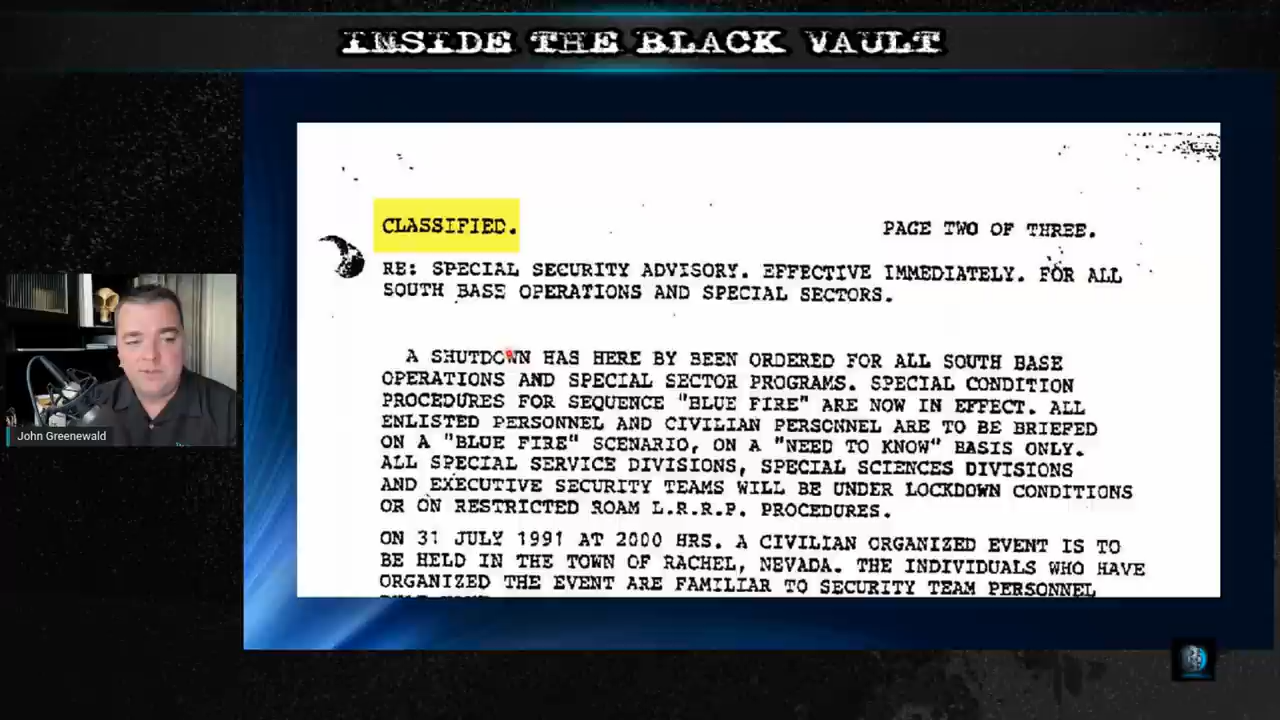 INSIDE THE BLACK VAULT
CLASSIFIED.
PAGE TWO OF THREE.
RE: SPECIAL SECURITY ADVISORY. EFFECTIVE IMMEDIATELY. FOR ALL
SOUTH BASE OPERATIONS AND SPECIAL SECTORS.
A SHUTDOWN HAS HERE BY BEEN ORDERED FOR ALL SOUTH BASE
OPERATIONS AND SPECIAL SECTOR PROGRAMS. SPECIAL CONDITION
PROCEDURES FOR SEQUENCE "BLUE FIRE" ARE NOW IN EFFECT. ALL
ENLISTED PERSONNEL AND CIVILIAN PERSONNEL ARE TO BE BRIEFED
ON A "BLUE FIRE" SCENARIO, ON A "NEED TO KNOW" BASIS ONLY.
ALL SPECIAL SERVICE DIVISIONS, SPECIAL SCIENCES DIVISIONS
AND EXECUTIVE SECURITY TEAMS WILL BE UNDER LOCKDOWN CONDITIONS
OR ON RESTRICTED ROAM L.R.R.P. PROCEDURES.
ON 31 JULY 1991 AT 2000 HRS. A CIVILIAN ORGANIZED EVENT IS TO
BE HELD IN THE TOWN OF RACHEL, NEVADA. THE INDIVIDUALS WHO HAVE
ORGANIZED THE EVENT ARE FAMILIAR TO SECURITY TEAM PERSONNEL
John Greenewald